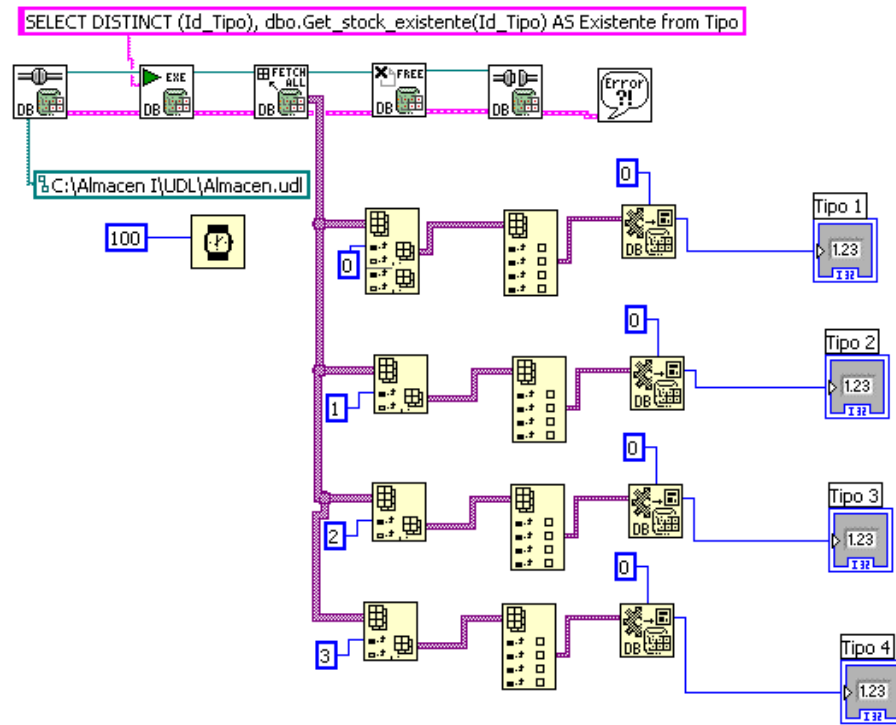 SELECT DISTINCT (Id_Tipo), dbo.Get_stock_existente(Id_Tipo) AS Existente from Tipo
DB
EXE
DB
FETCH
ALL
DB
FREE
DB
DB
Error
?!
C:\Almacen I\UDL\Almacen.udl
100
0
0
DB
Tipo 1
1.23
I32
1
0
DB
Tipo 2
1.23
I32
2
0
DB
Tipo 3
1.23
I32
3
0
DB
Tipo 4
1.23
I32